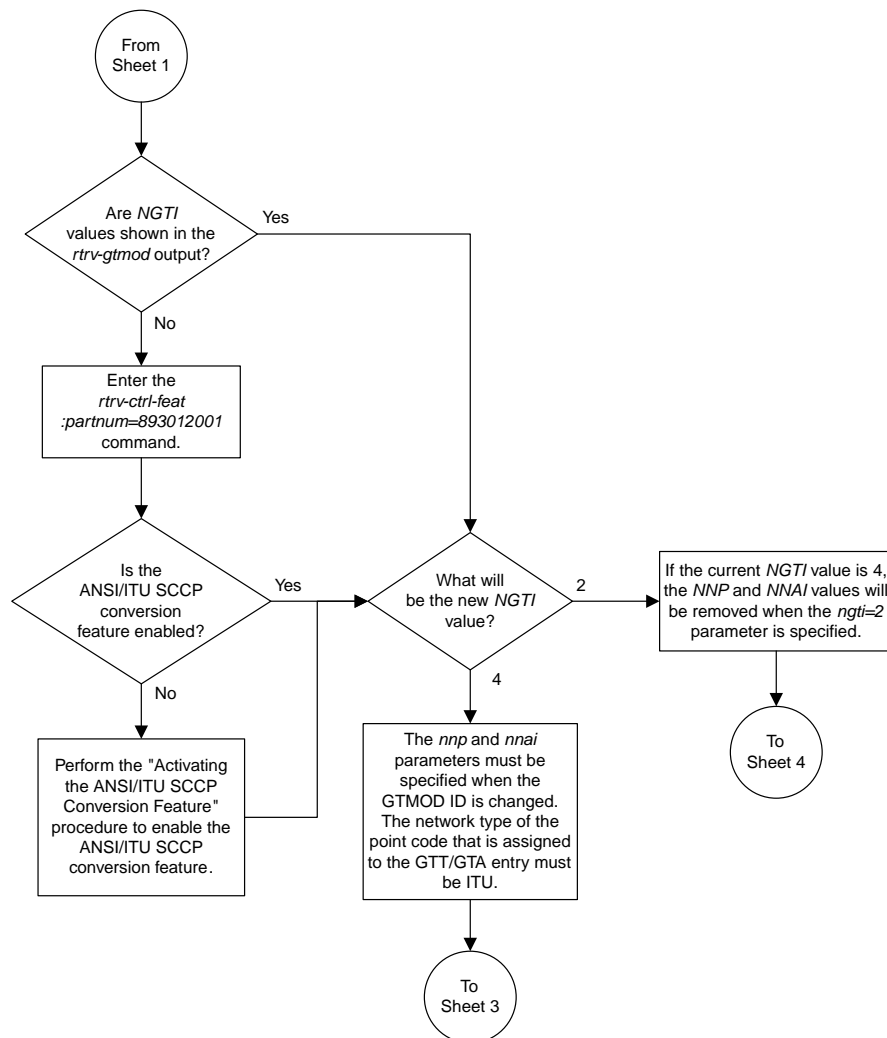 From
Sheet 1
Are NGTI
values shown in the
rtrv-gtmod output?
Yes
No
Enter the
rtrv-ctrl-feat
:partnum=893012001
command.
Is the
ANSI/ITU SCCP
conversion
feature enabled?
Yes
No
Perform the "Activating
the ANSI/ITU SCCP
Conversion Feature"
procedure to enable the
ANSI/ITU SCCP
conversion feature.
What will
be the new NGTI
value?
2
4
If the current NGTI value is 4,
the NNP and NNAI values will
be removed when the ngti=2
parameter is specified.
To
Sheet 4
The nnp and nnai
parameters must be
specified when the
GTMOD ID is changed.
The network type of the
point code that is assigned
to the GTT/GTA entry must
be ITU.
To
Sheet 3